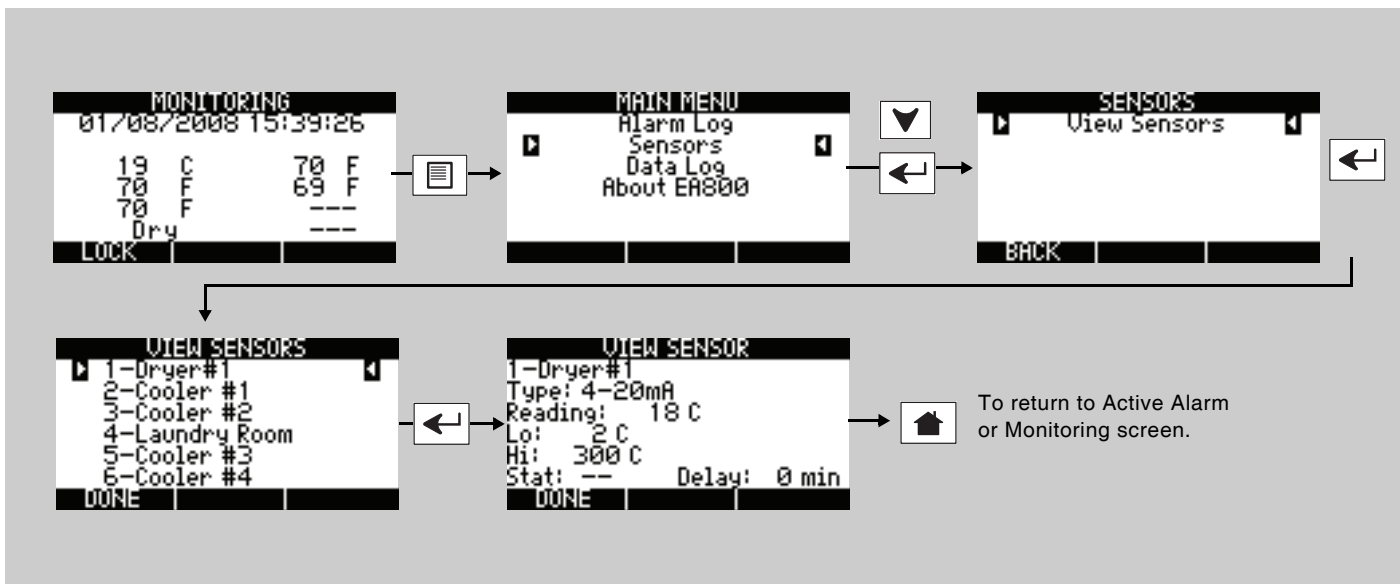 MONITORING
01/08/2008 15:39:26
19 C 70 F
70 F 69 F
70 F ---
Dry ---
LOCK
MAIN MENU
Alarm Log
Sensors
Data Log
About EA800
SENSORS
View Sensors
BACK
VIEW SENSORS
1-Dryer#1
2-Cooler #1
3-Cooler #2
4-Laundry Room
5-Cooler #3
6-Cooler #4
DONE
VIEW SENSOR
1-Dryer#1
Type: 4-20mA
Reading: 18 C
Lo: 2 C
Hi: 300 C
Stat: -- Delay: 0 min
DONE
To return to Active Alarm
or Monitoring screen.